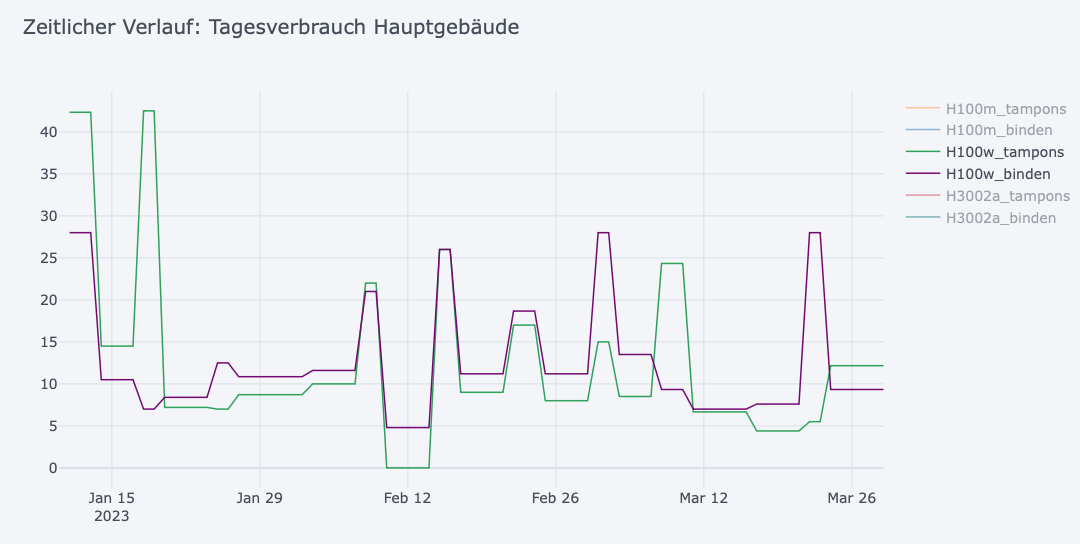 Zeitlicher Verlauf: Tagesverbrauch Hauptgebäude
H100m_tampons
H100m_binden
H100w_tampons
H100w_binden
H3002a_tampons
H3002a_binden
40
35
30
25
20
15
10
5
0
Jan 15 Jan 29 Feb 12 Feb 26 Mar 12 Mar 26
2023